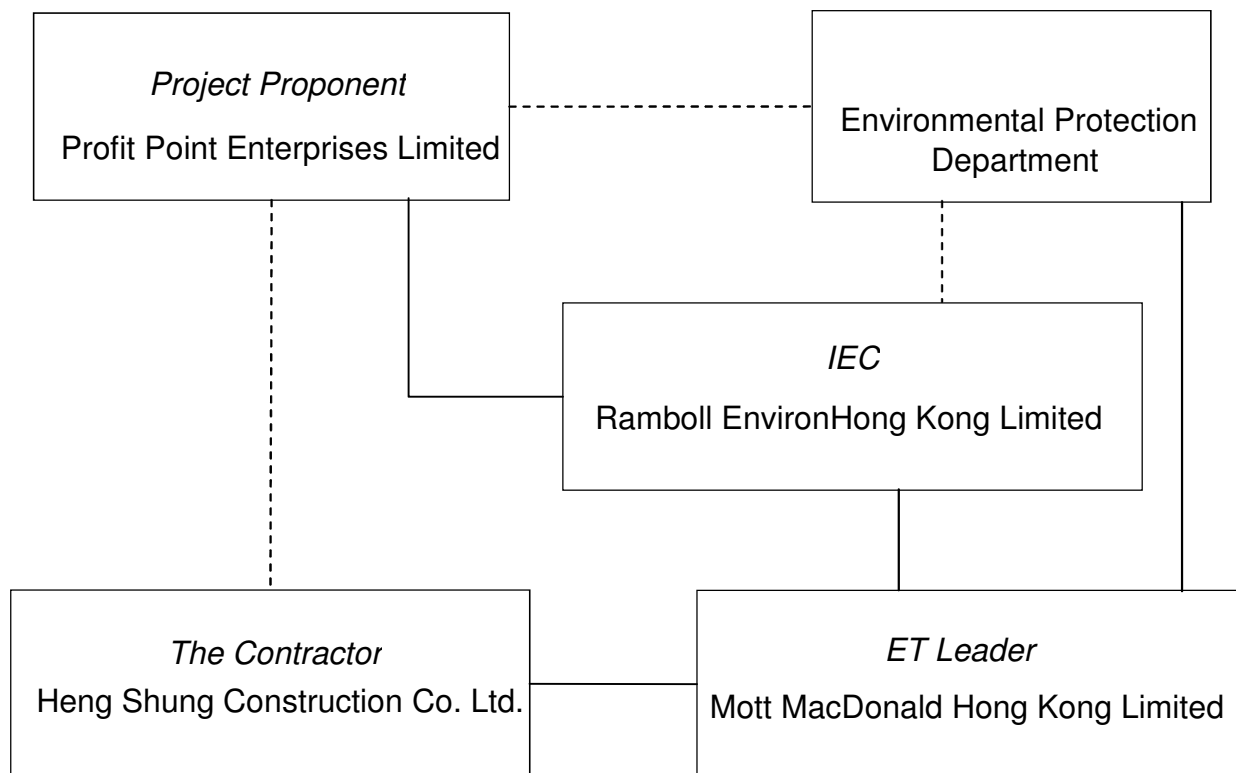 Project Proponent
Profit Point Enterprises Limited
Environmental Protection
Department
IEC
Ramboll EnvironHong Kong Limited
The Contractor
Heng Shung Construction Co. Ltd.
ET Leader
Mott MacDonald Hong Kong Limited